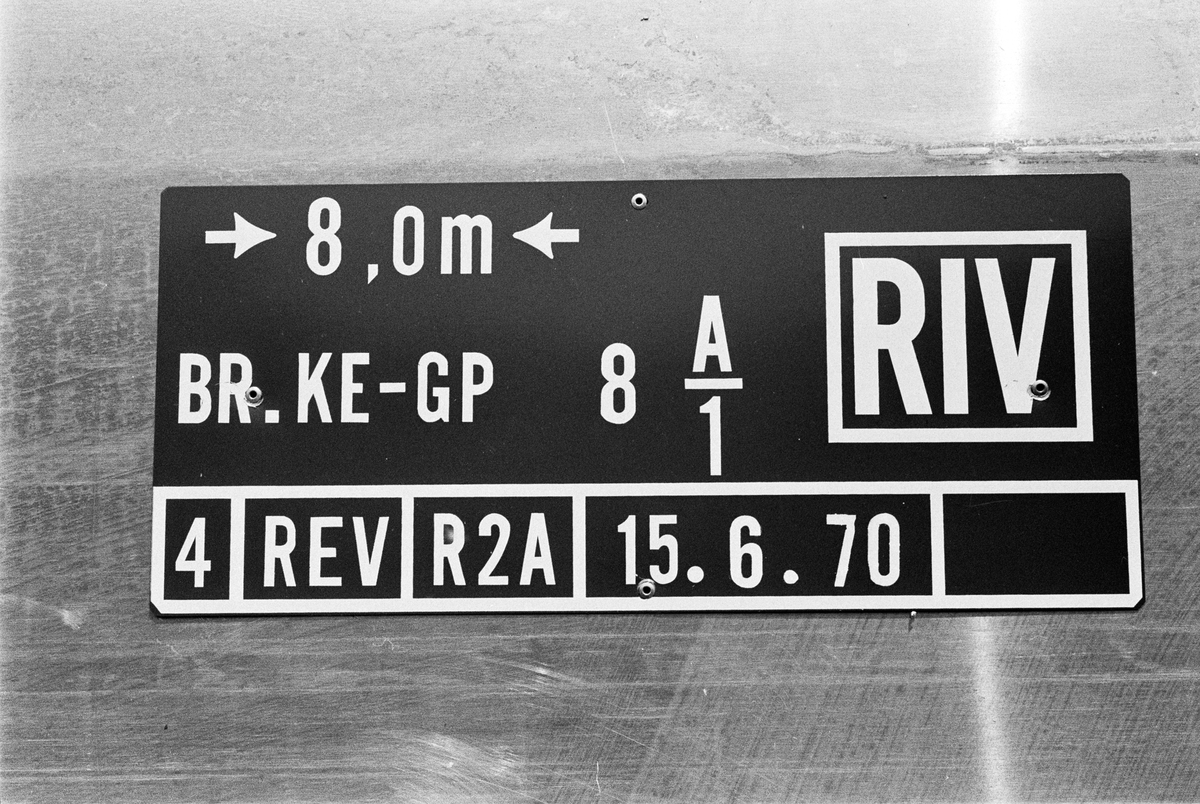 → 8,0m ←
RIV
BR.KE-GP 8 A/1
4 REV R2A 15.6.70